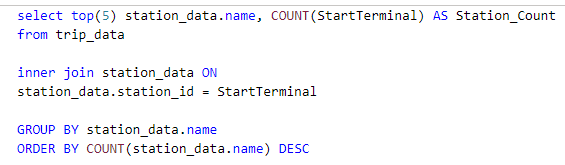 select top(5) station_data.name, COUNT(StartTerminal) AS Station_Count
from trip_data
inner join station_data ON
station_data.station_id = StartTerminal
GROUP BY station_data.name
ORDER BY COUNT(station_data.name) DESC